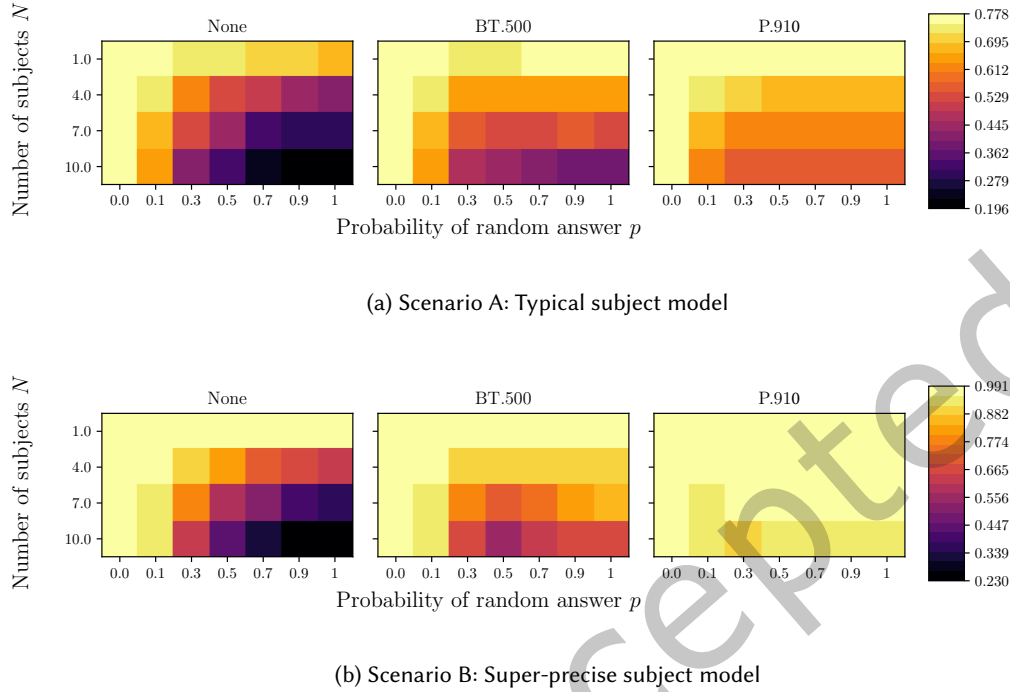 None
BT.500
P.910
Number of subjects N
1.0
4.0
7.0
10.0
0.0 0.1 0.3 0.5 0.7 0.9 1
0.0 0.1 0.3 0.5 0.7 0.9 1
0.0 0.1 0.3 0.5 0.7 0.9 1
Probability of random answer p
0.778
0.695
0.612
0.529
0.445
0.362
0.279
0.196
(a) Scenario A: Typical subject model
None
BT.500
P.910
Number of subjects N
1.0
4.0
7.0
10.0
0.0 0.1 0.3 0.5 0.7 0.9 1
0.0 0.1 0.3 0.5 0.7 0.9 1
0.0 0.1 0.3 0.5 0.7 0.9 1
Probability of random answer p
0.991
0.882
0.774
0.665
0.556
0.447
0.339
0.230
(b) Scenario B: Super-precise subject model
cepted